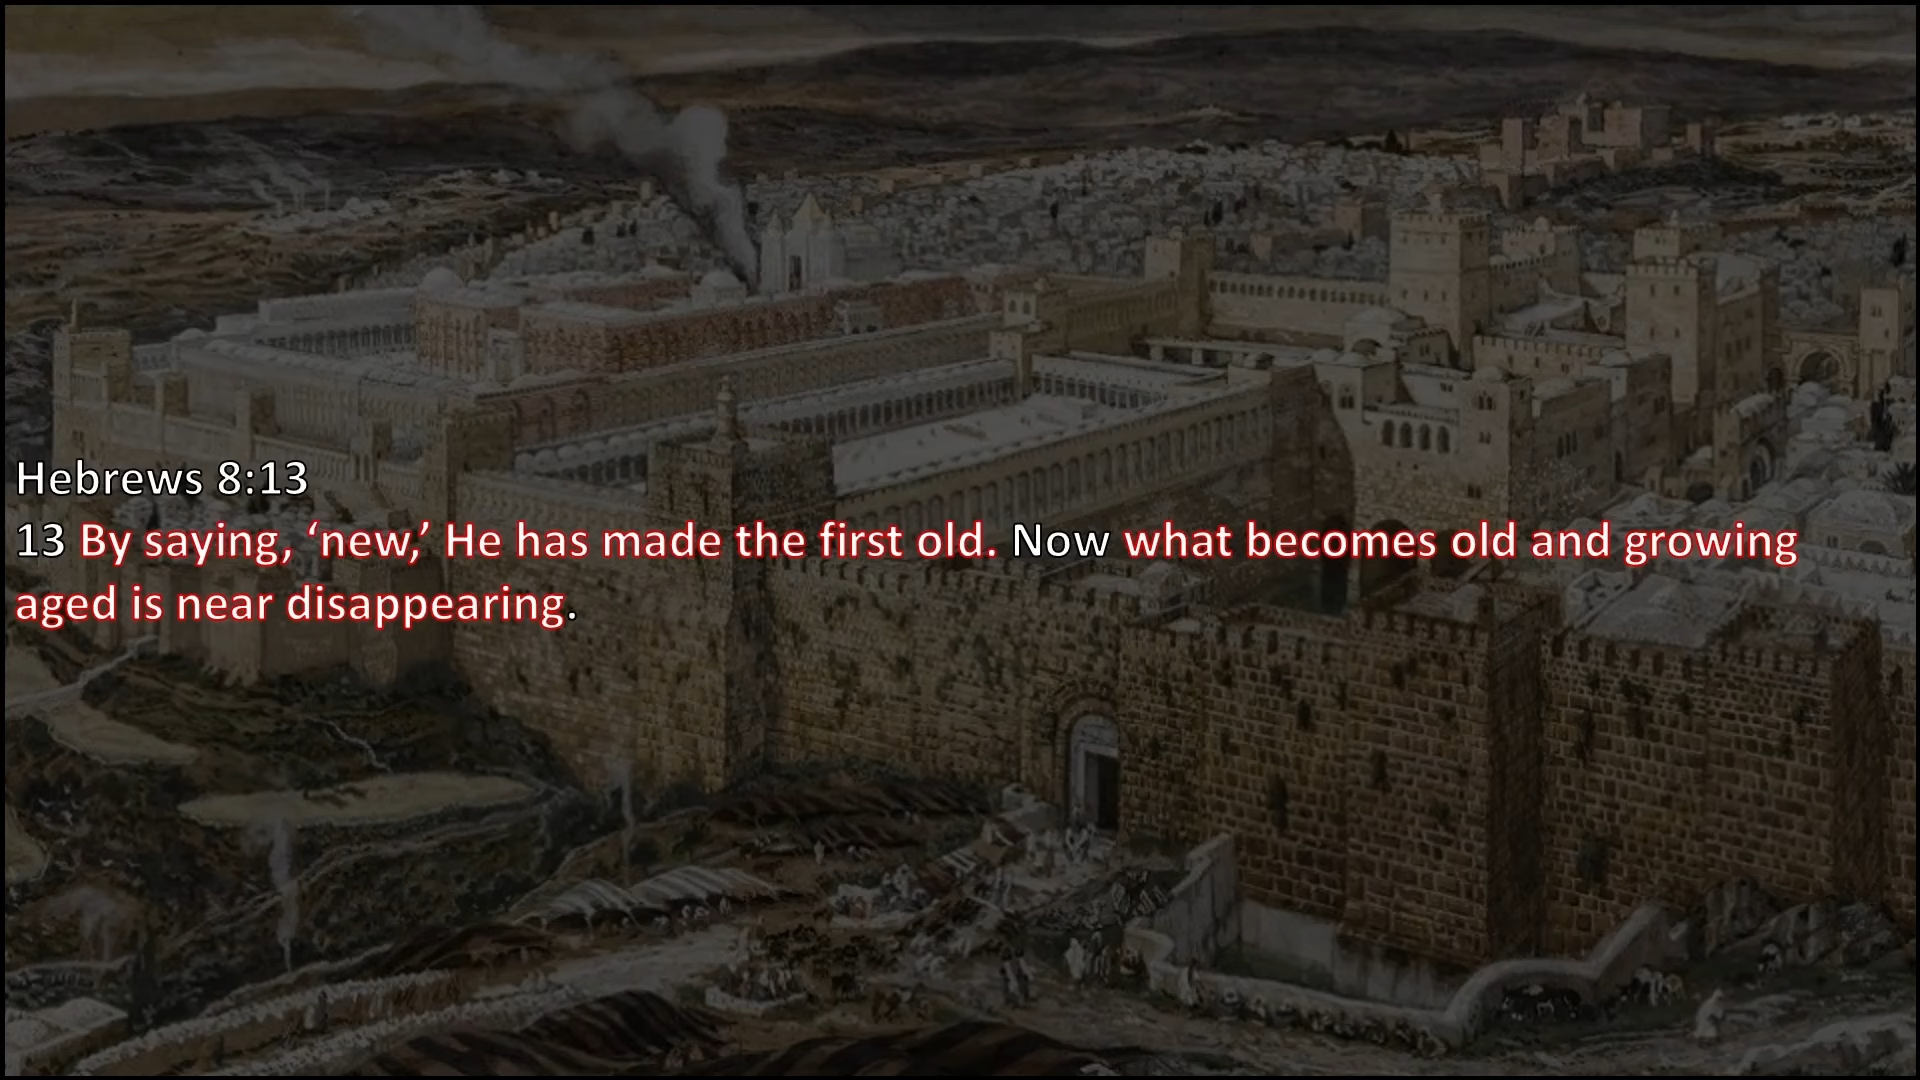 Hebrews 8:13
13 By saying, ‘new,’ He has made the first old. Now what becomes old and growing
aged is near disappearing.